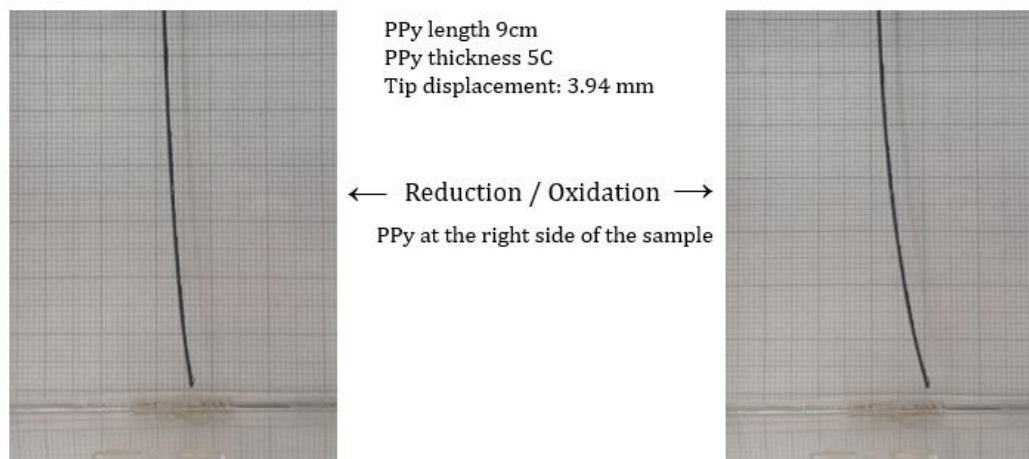 PPy length 9cm
PPy thickness 5C
Tip displacement: 3.94 mm
← Reduction / Oxidation →
PPy at the right side of the sample